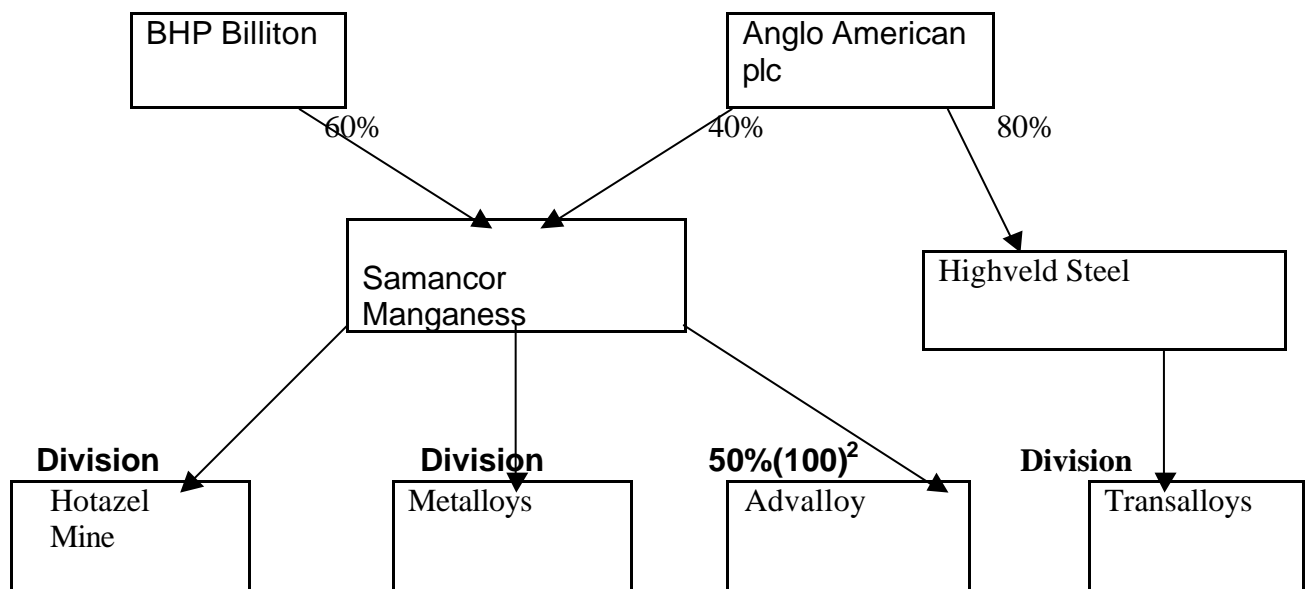 BHP Billiton
Anglo American
plc
60%
40%
80%
Samancor
Manganess
Highveld Steel
Division
Division
50%(100)²
Division
Hotazel
Mine
Metalloys
Advalloy
Transalloys